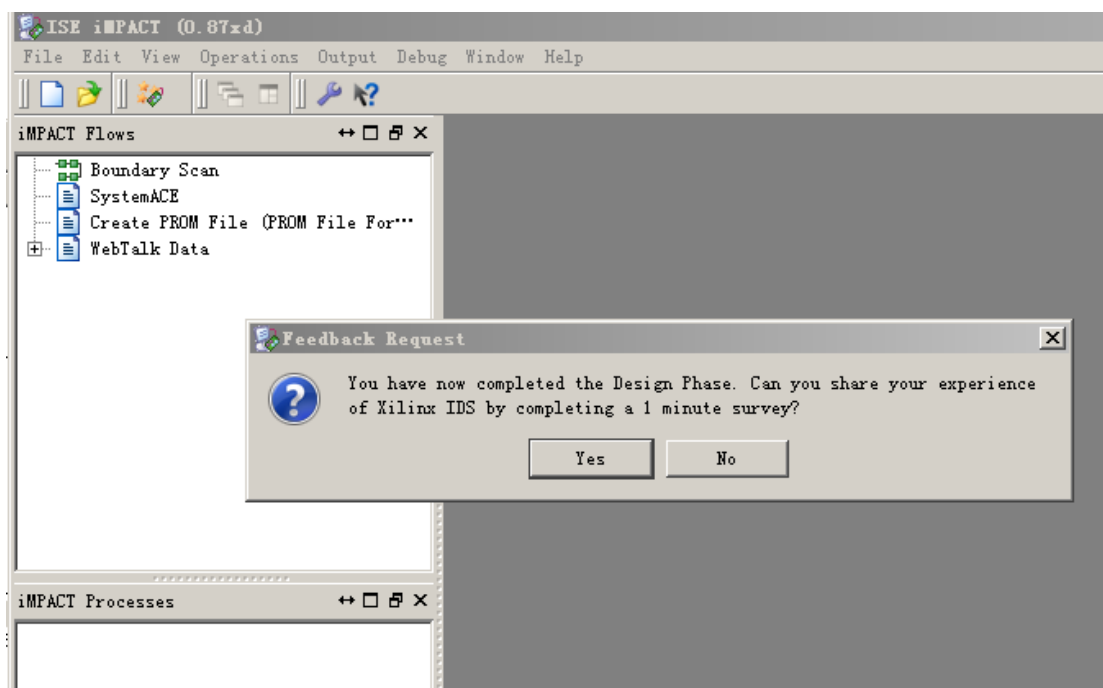 ISE iMPACT (0.87xd)
File Edit View Operations Output Debug Window Help
iMPACT Flows
Boundary Scan
SystemACE
Create PROM File (PROM File For...
WebTalk Data
Feedback Request
You have now completed the Design Phase. Can you share your experience
of Xilinx IDS by completing a 1 minute survey?
Yes No
iMPACT Processes